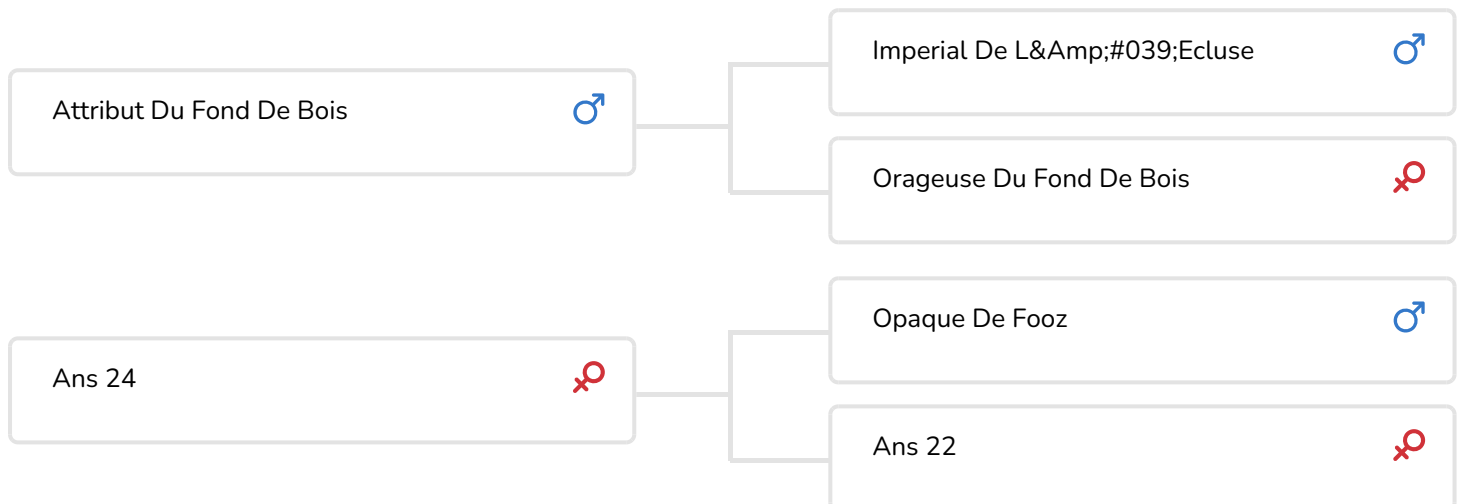 Imperial De L&Amp;#039;Ecluse
Attribut Du Fond De Bois
Orageuse Du Fond De Bois
Opaque De Fooz
Ans 24
Ans 22